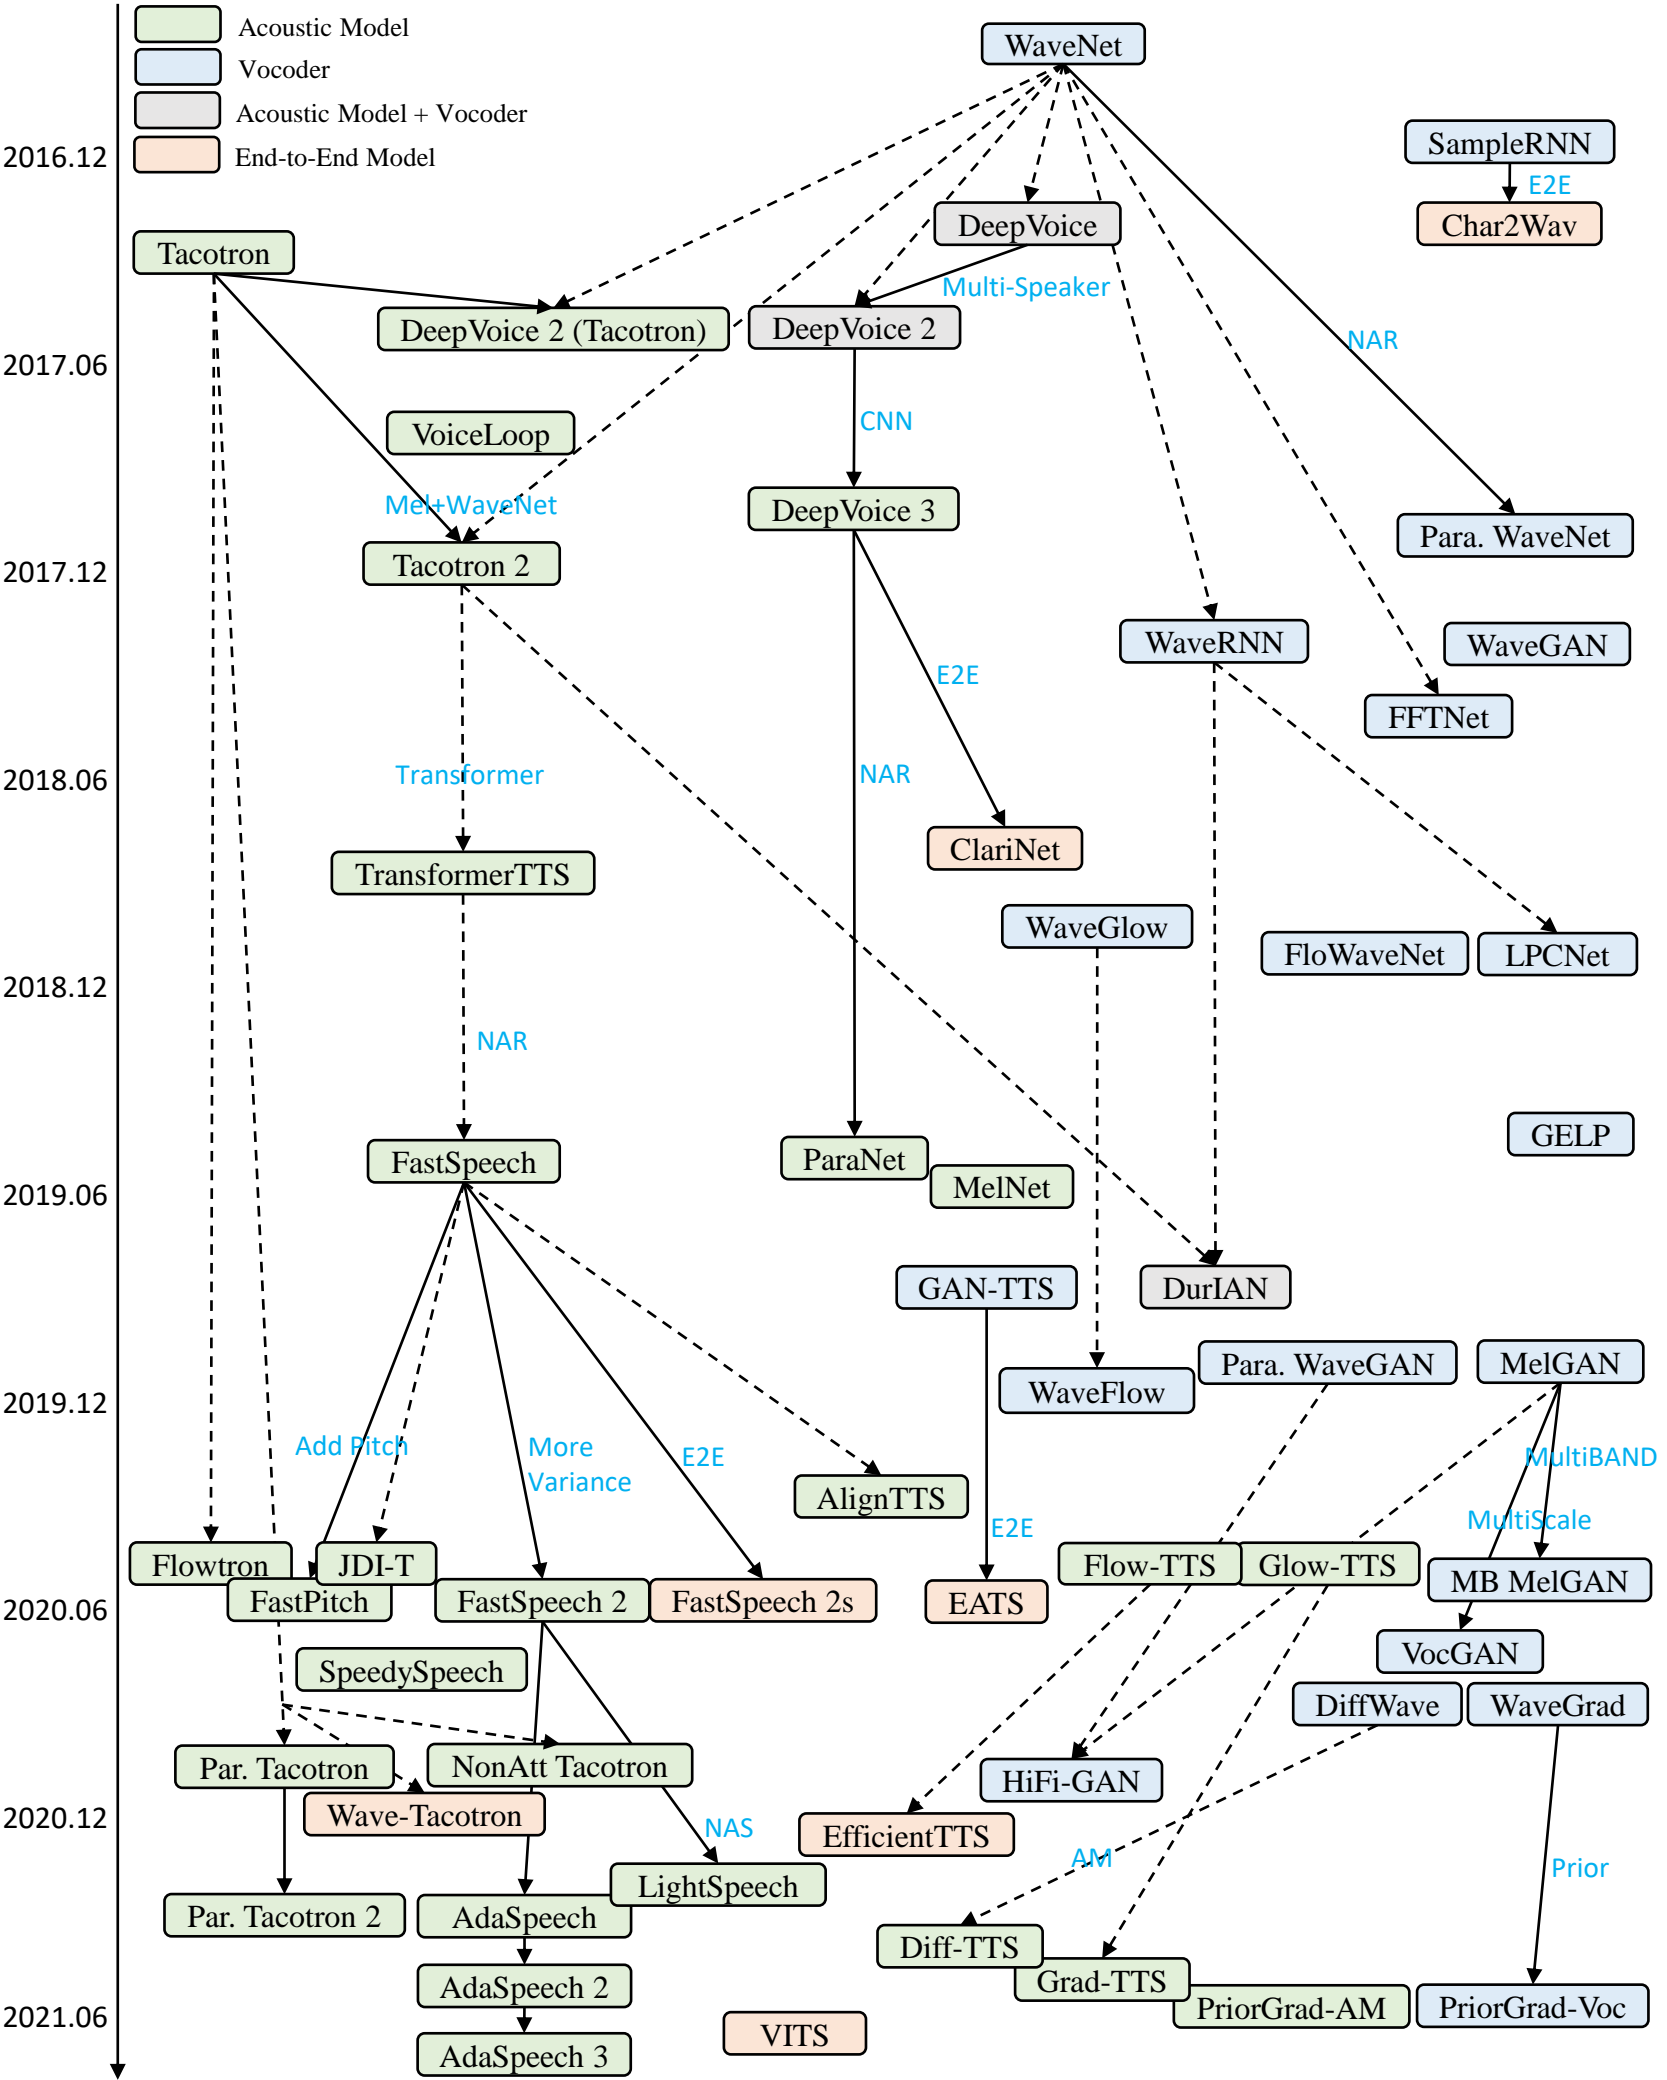 Acoustic Model
Vocoder
Acoustic Model + Vocoder
End-to-End Model
WaveNet
2016.12
SampleRNN
E2E
Char2Wav
DeepVoice
Tacotron
Multi-Speaker
DeepVoice 2 (Tacotron)
DeepVoice 2
NAR
2017.06
VoiceLoop
CNN
Mel+WaveNet
DeepVoice 3
Para. WaveNet
Tacotron 2
2017.12
WaveRNN
WaveGAN
E2E
FFTNet
Transformer
NAR
2018.06
ClariNet
TransformerTTS
WaveGlow
FloWaveNet
LPCNet
2018.12
NAR
GELP
FastSpeech
ParaNet
MelNet
2019.06
GAN-TTS
DurIAN
Para. WaveGAN
MelGAN
WaveFlow
2019.12
Add Pitch
More
Variance
E2E
MultiBAND
AlignTTS
E2E
MultiScale
Flowtron
JDI-T
Flow-TTS
Glow-TTS
MB MelGAN
FastPitch
FastSpeech 2
FastSpeech 2s
EATS
2020.06
VocGAN
SpeedySpeech
DiffWave
WaveGrad
Par. Tacotron
NonAtt Tacotron
HiFi-GAN
Wave-Tacotron
2020.12
NAS
EfficientTTS
AM
Prior
LightSpeech
Par. Tacotron 2
AdaSpeech
Diff-TTS
AdaSpeech 2
Grad-TTS
PriorGrad-AM
PriorGrad-Voc
2021.06
VITS
AdaSpeech 3